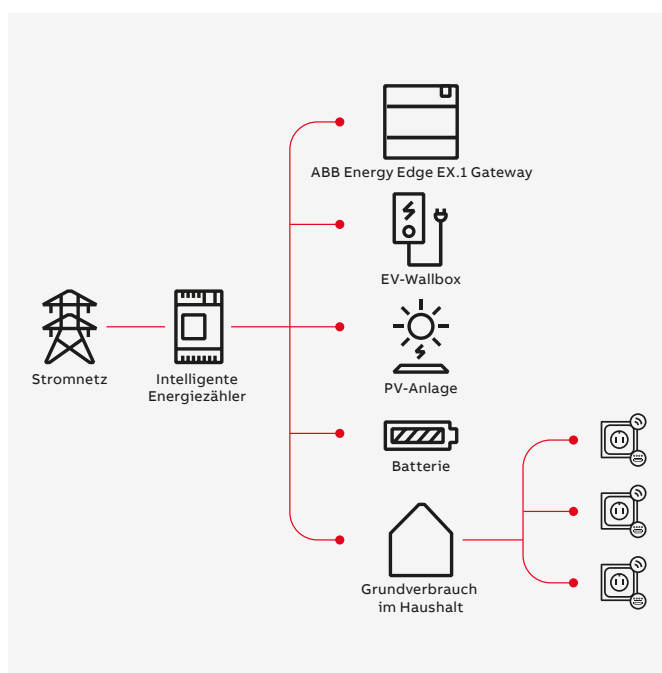 ABB Energy Edge EX.1 Gateway
EV-Wallbox
Stromnetz
Intelligente
Energiezähler
PV-Anlage
Batterie
Grundverbrauch
im Haushalt